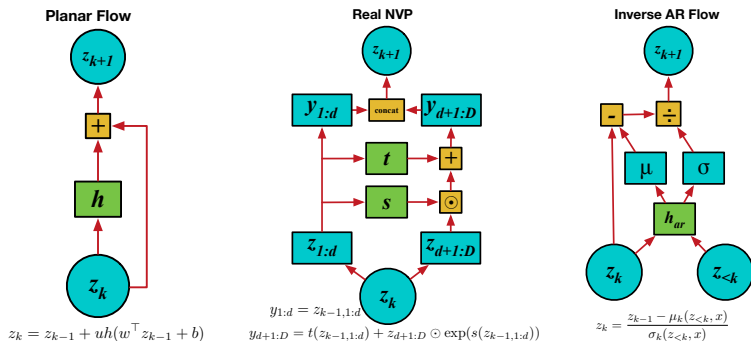 Planar Flow
z_{k+1}
+
h
z_k
z_k = z_{k-1} + uh(w^⊤ z_{k-1} + b)
Real NVP
z_{k+1}
y_{1:d} concat y_{d+1:D}
t +
s ⊙
z_{1:d} z_{d+1:D}
z_k
y_{1:d} = z_{k-1,1:d}
y_{d+1:D} = t(z_{k-1,1:d}) + z_{d+1:D} ⊙ exp(s(z_{k-1,1:d}))
Inverse AR Flow
z_{k+1}
- ÷
μ σ
h_{ar}
z_k z_{<k}
z_k = \frac{z_{k-1} - μ_k(z_{<k}, x)}{σ_k(z_{<k}, x)}